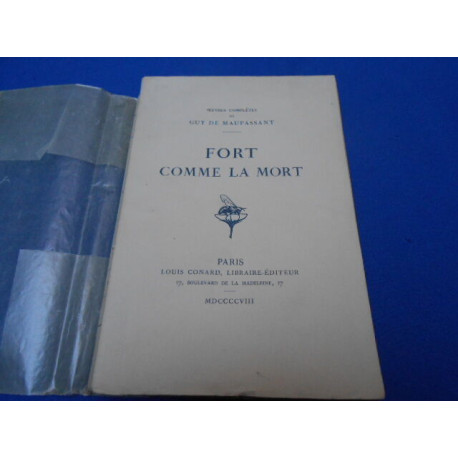 ŒUVRES COMPLÈTES
DE
GUY DE MAUPASSANT
FORT
COMME LA MORT
PARIS
LOUIS CONARD, LIBRAIRE-ÉDITEUR
17, BOULEVARD DE LA MADELEINE, 17
MDCCCCVIII